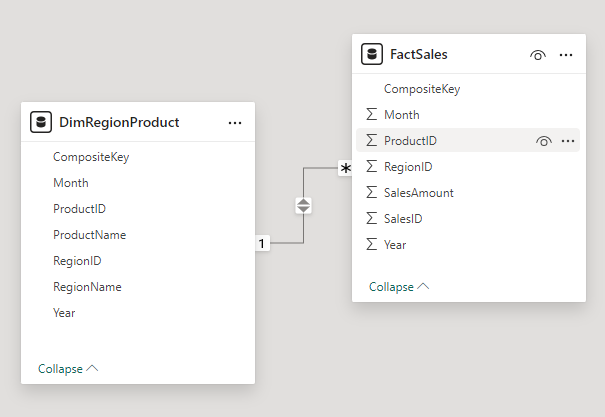 DimRegionProduct
CompositeKey
Month
ProductID
ProductName
RegionID
RegionName
Year
Collapse
1
*
FactSales
CompositeKey
Σ Month
Σ ProductID
Σ RegionID
Σ SalesAmount
Σ SalesID
Σ Year
Collapse